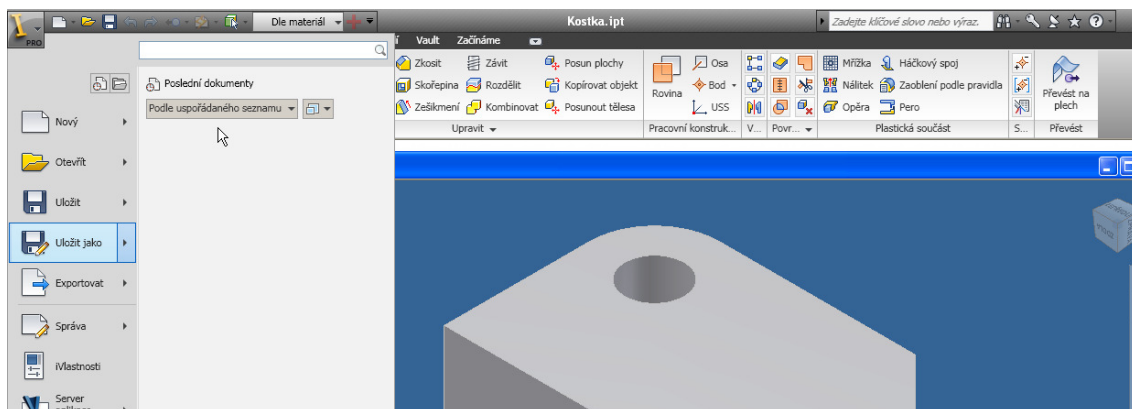 Dle materiál
Kostka.ipt
Zadejte klíčové slovo nebo výraz.
PRO
Vault Začínáme
Poslední dokumenty
Podle uspořádaného seznamu
Nový
Otevřít
Uložit
Uložit jako
Exportovat
Správa
iVlastnosti
Server
Zkosit Závit Posun plochy
Skořepina Rozdělit Kopírovat objekt
Zešikmení Kombinovat Posunout tělesa
Upravit
Rovina
Osa
Bod
USS
Pracovní konstruk...
V...
Povr...
Mřížka Háčkový spoj
Nálitek Zaoblení podle pravidla
Opěra Pero
Plastická součást
S...
Převést na
plech
Převést